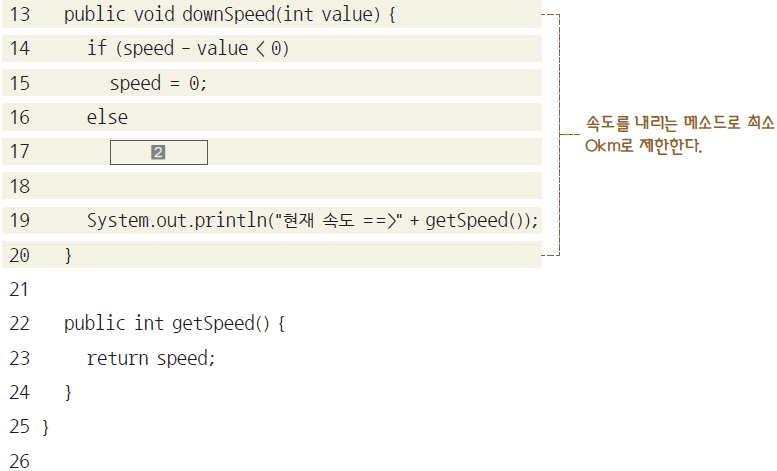 13 public void downSpeed(int value) {
14 if (speed - value < 0)
15 speed = 0;
16 else
17 2
18
19 System.out.println("현재 속도 ==>" + getSpeed());
20 }
21
22 public int getSpeed() {
23 return speed;
24 }
25 }
26
속도를 내리는 메소드로 최소
0km로 제한한다.